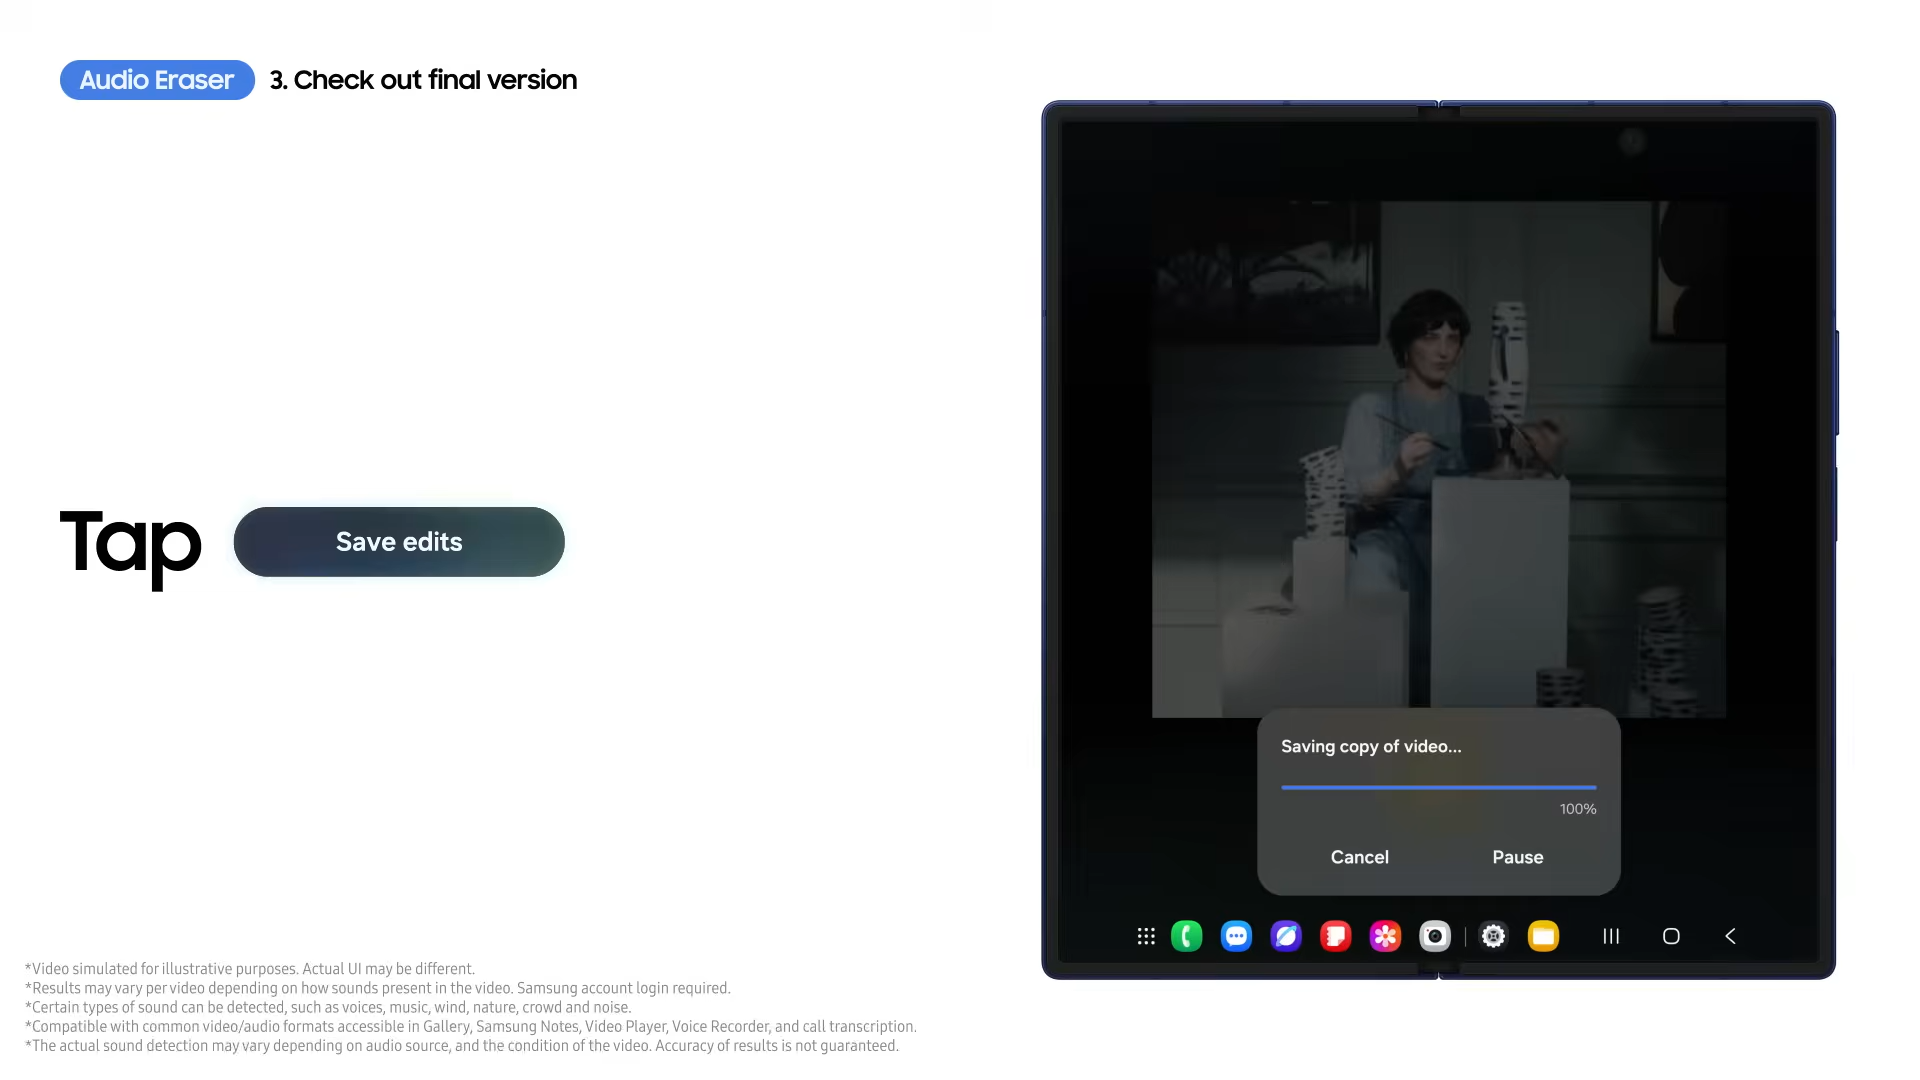 Audio Eraser 3. Check out final version
Tap Save edits
Saving copy of video...
100%
Cancel Pause
*Video simulated for illustrative purposes. Actual UI may be different.
*Results may vary per video depending on how sounds present in the video. Samsung account login required.
*Certain types of sound can be detected, such as voices, music, wind, nature, crowd and noise.
*Compatible with common video/audio formats accessible in Gallery, Samsung Notes, Video Player, Voice Recorder, and call transcription.
*The actual sound detection may vary depending on audio source, and the condition of the video. Accuracy of results is not guaranteed.